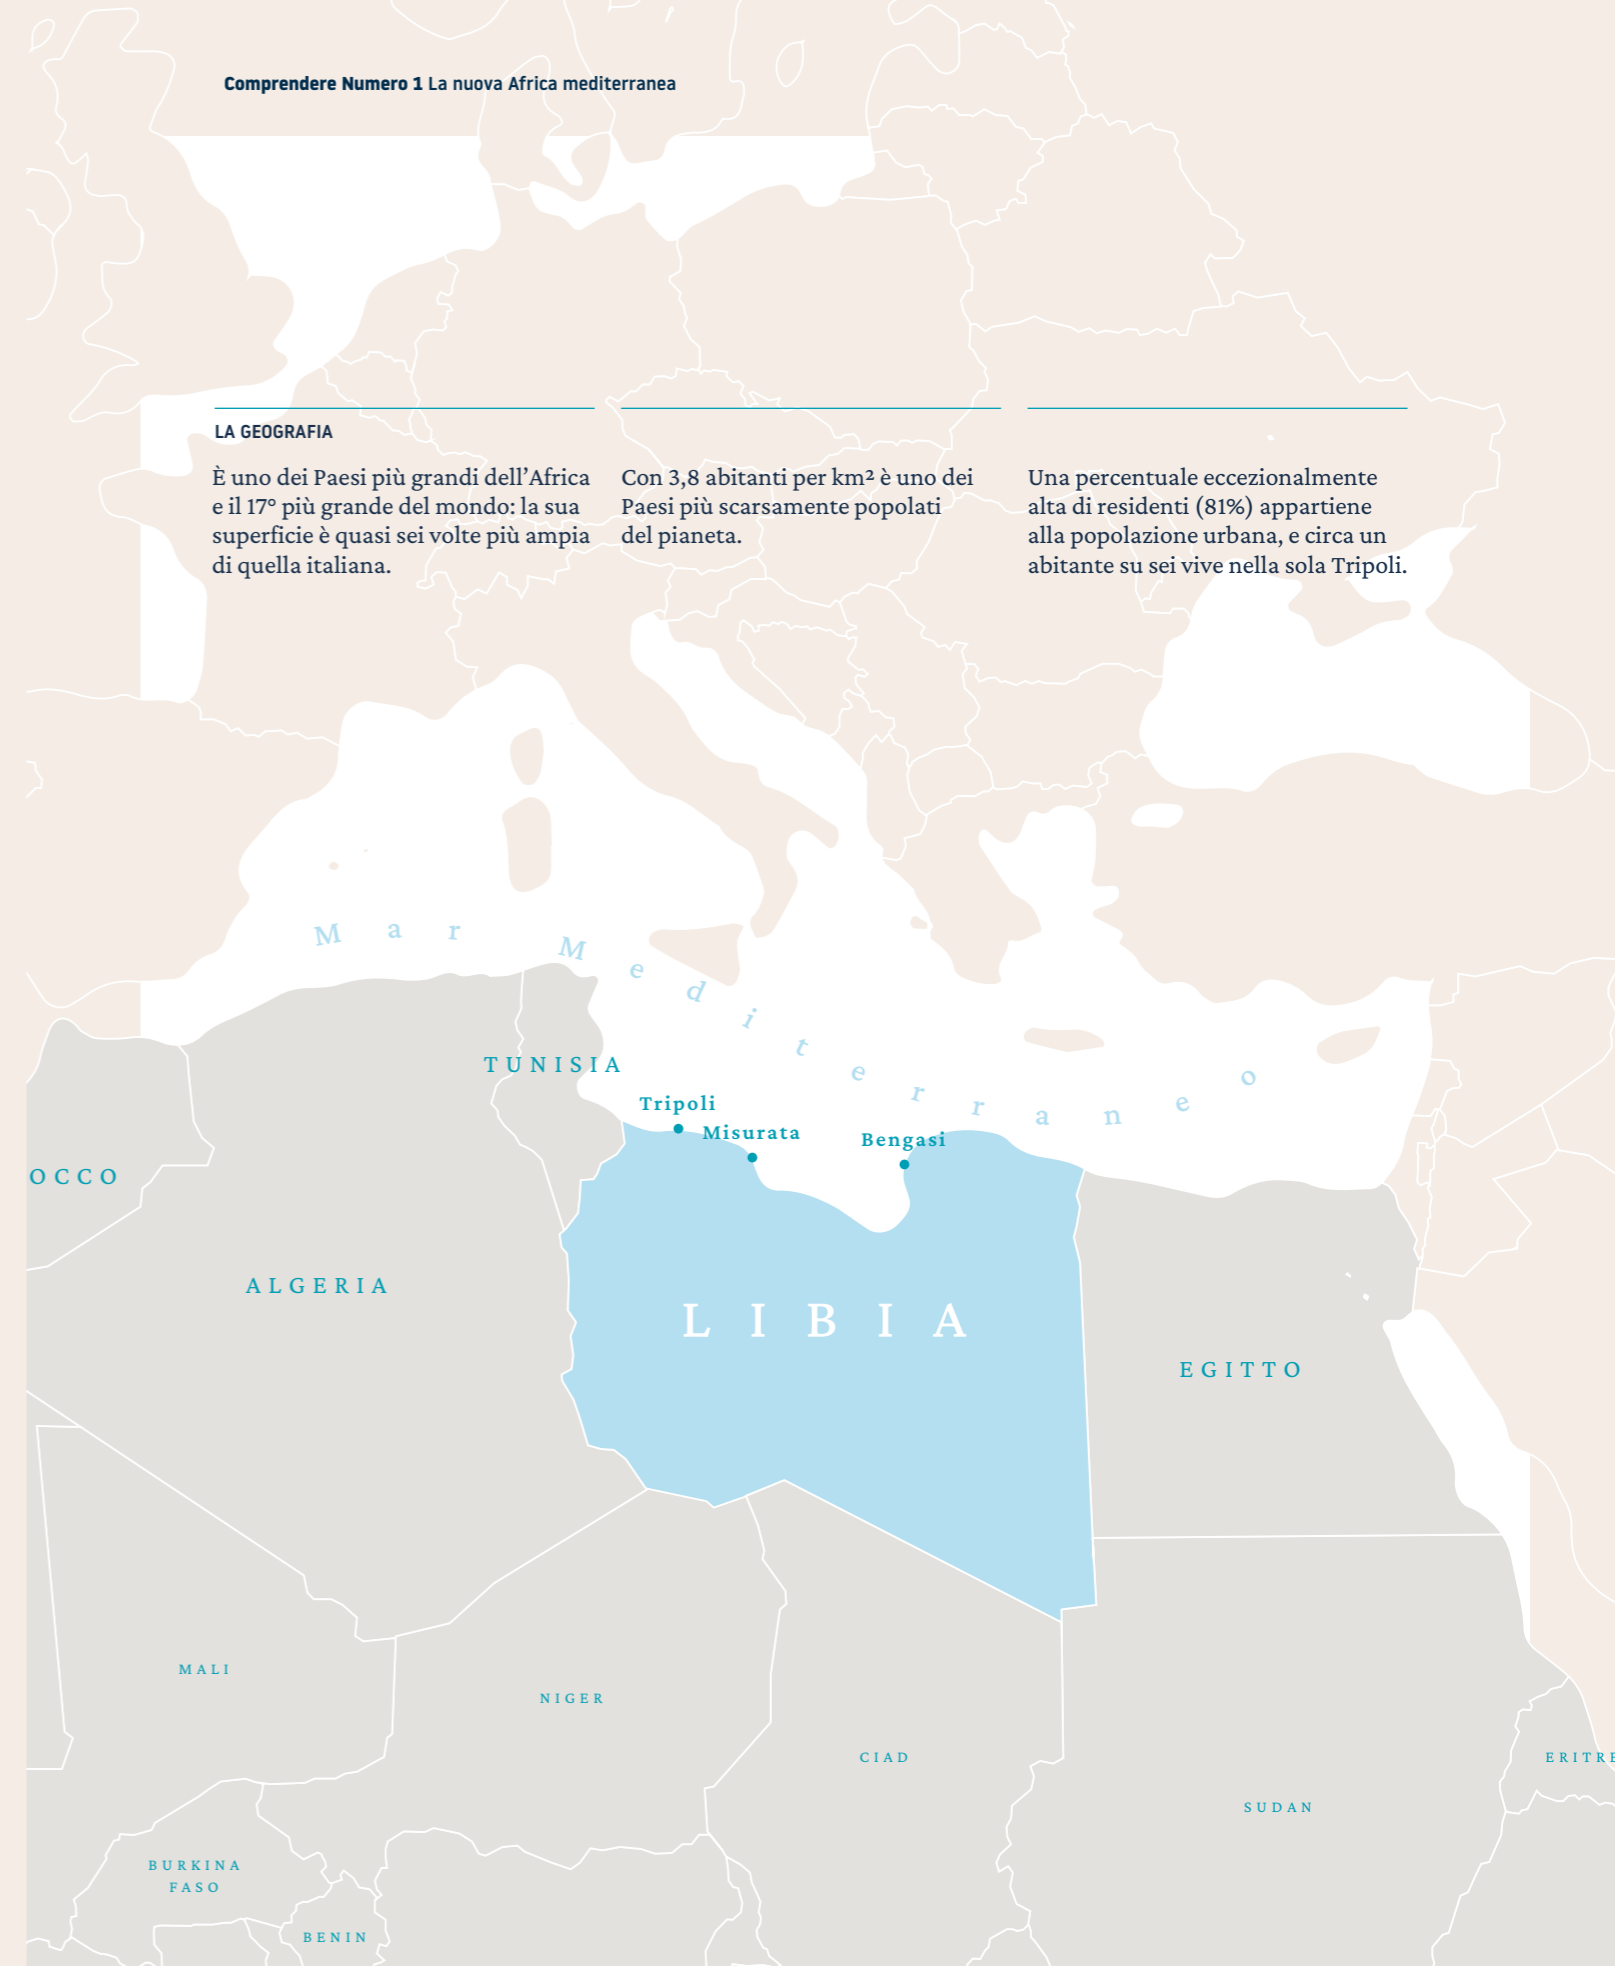 Comprendere Numero 1 La nuova Africa mediterranea
LA GEOGRAFIA
È uno dei Paesi più grandi dell’Africa
e il 17° più grande del mondo: la sua
superficie è quasi sei volte più ampia
di quella italiana.
Con 3,8 abitanti per km² è uno dei
Paesi più scarsamente popolati
del pianeta.
Una percentuale eccezionalmente
alta di residenti (81%) appartiene
alla popolazione urbana, e circa un
abitante su sei vive nella sola Tripoli.
Mar Mediterraneo
TUNISIA
Tripoli
Misurata
Bengasi
OCCO
ALGERIA
LIBIA
EGITTO
MALI
NIGER
CIAD
ERITRE
SUDAN
BURKINA
FASO
BENIN